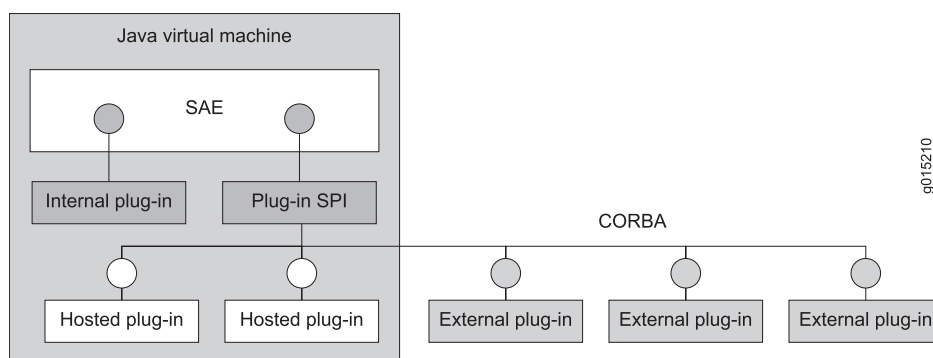 Java virtual machine
SAE
g015210
Internal plug-in
Plug-in SPI
CORBA
Hosted plug-in
Hosted plug-in
External plug-in
External plug-in
External plug-in